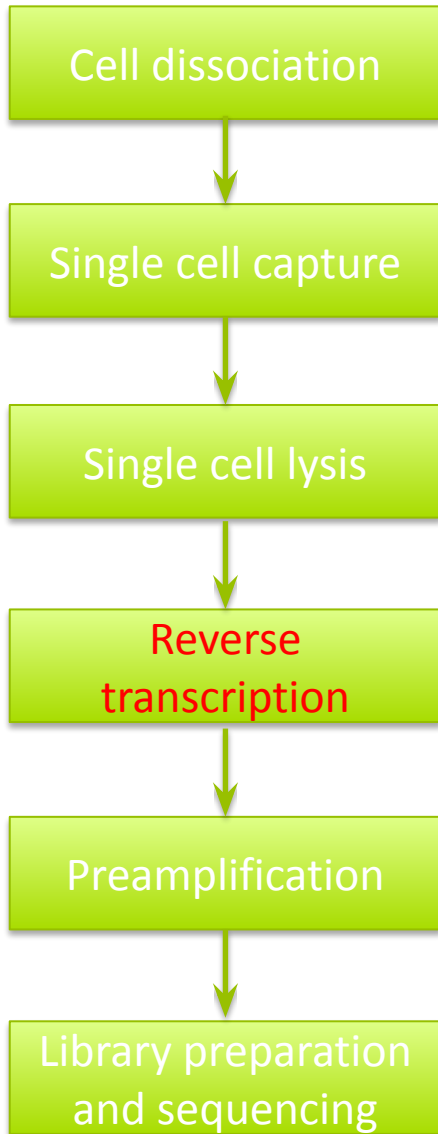 Cell dissociation
Single cell capture
Single cell lysis
Reverse
transcription
Preamplification
Library preparation
and sequencing